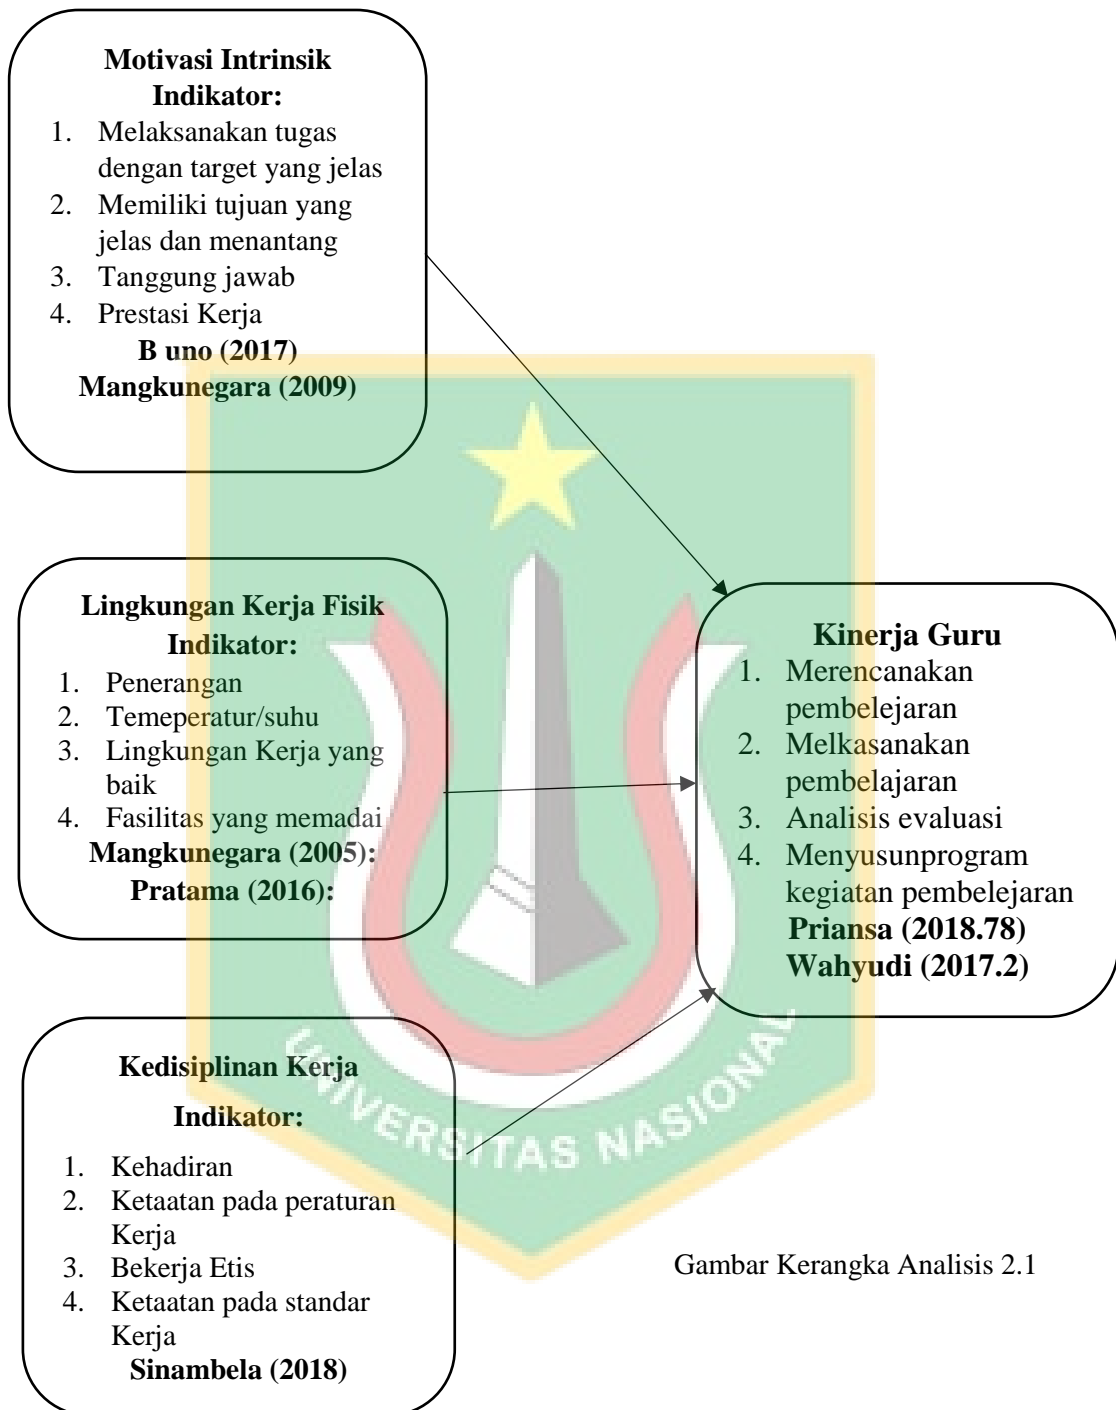 Motivasi Intrinsik
Indikator:
1. Melaksanakan tugas
dengan target yang jelas
2. Memiliki tujuan yang
jelas dan menantang
3. Tanggung jawab
4. Prestasi Kerja
B uno (2017)
Mangkunegara (2009)
Lingkungan Kerja Fisik
Indikator:
1. Penerangan
2. Temeperatur/suhu
3. Lingkungan Kerja yang
baik
4. Fasilitas yang memadai
Mangkunegara (2005):
Pratama (2016):
Kinerja Guru
1. Merencanakan
pembelejaran
2. Melkasanakan
pembelajaran
3. Analisis evaluasi
4. Menyusunprogram
kegiatan pembelejaran
Priansa (2018.78)
Wahyudi (2017.2)
Kedisiplinan Kerja
Indikator:
1. Kehadiran
2. Ketaatan pada peraturan
Kerja
3. Bekerja Etis
4. Ketaatan pada standar
Kerja
Sinambela (2018)
UNIVERSITAS NASIONAL
Gambar Kerangka Analisis 2.1